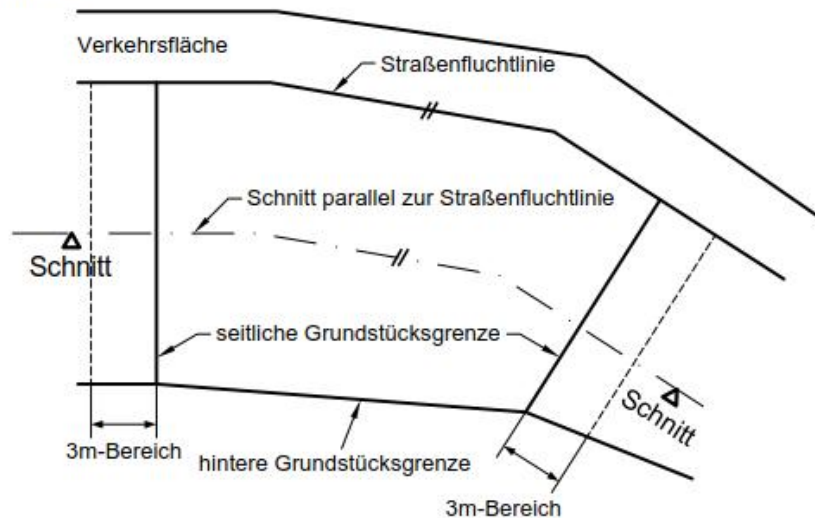 Verkehrsfläche
Straßenfluchtlinie
Schnitt parallel zur Straßenfluchtlinie
Schnitt
seitliche Grundstücksgrenze
Schnitt
3m-Bereich
hintere Grundstücksgrenze
3m-Bereich